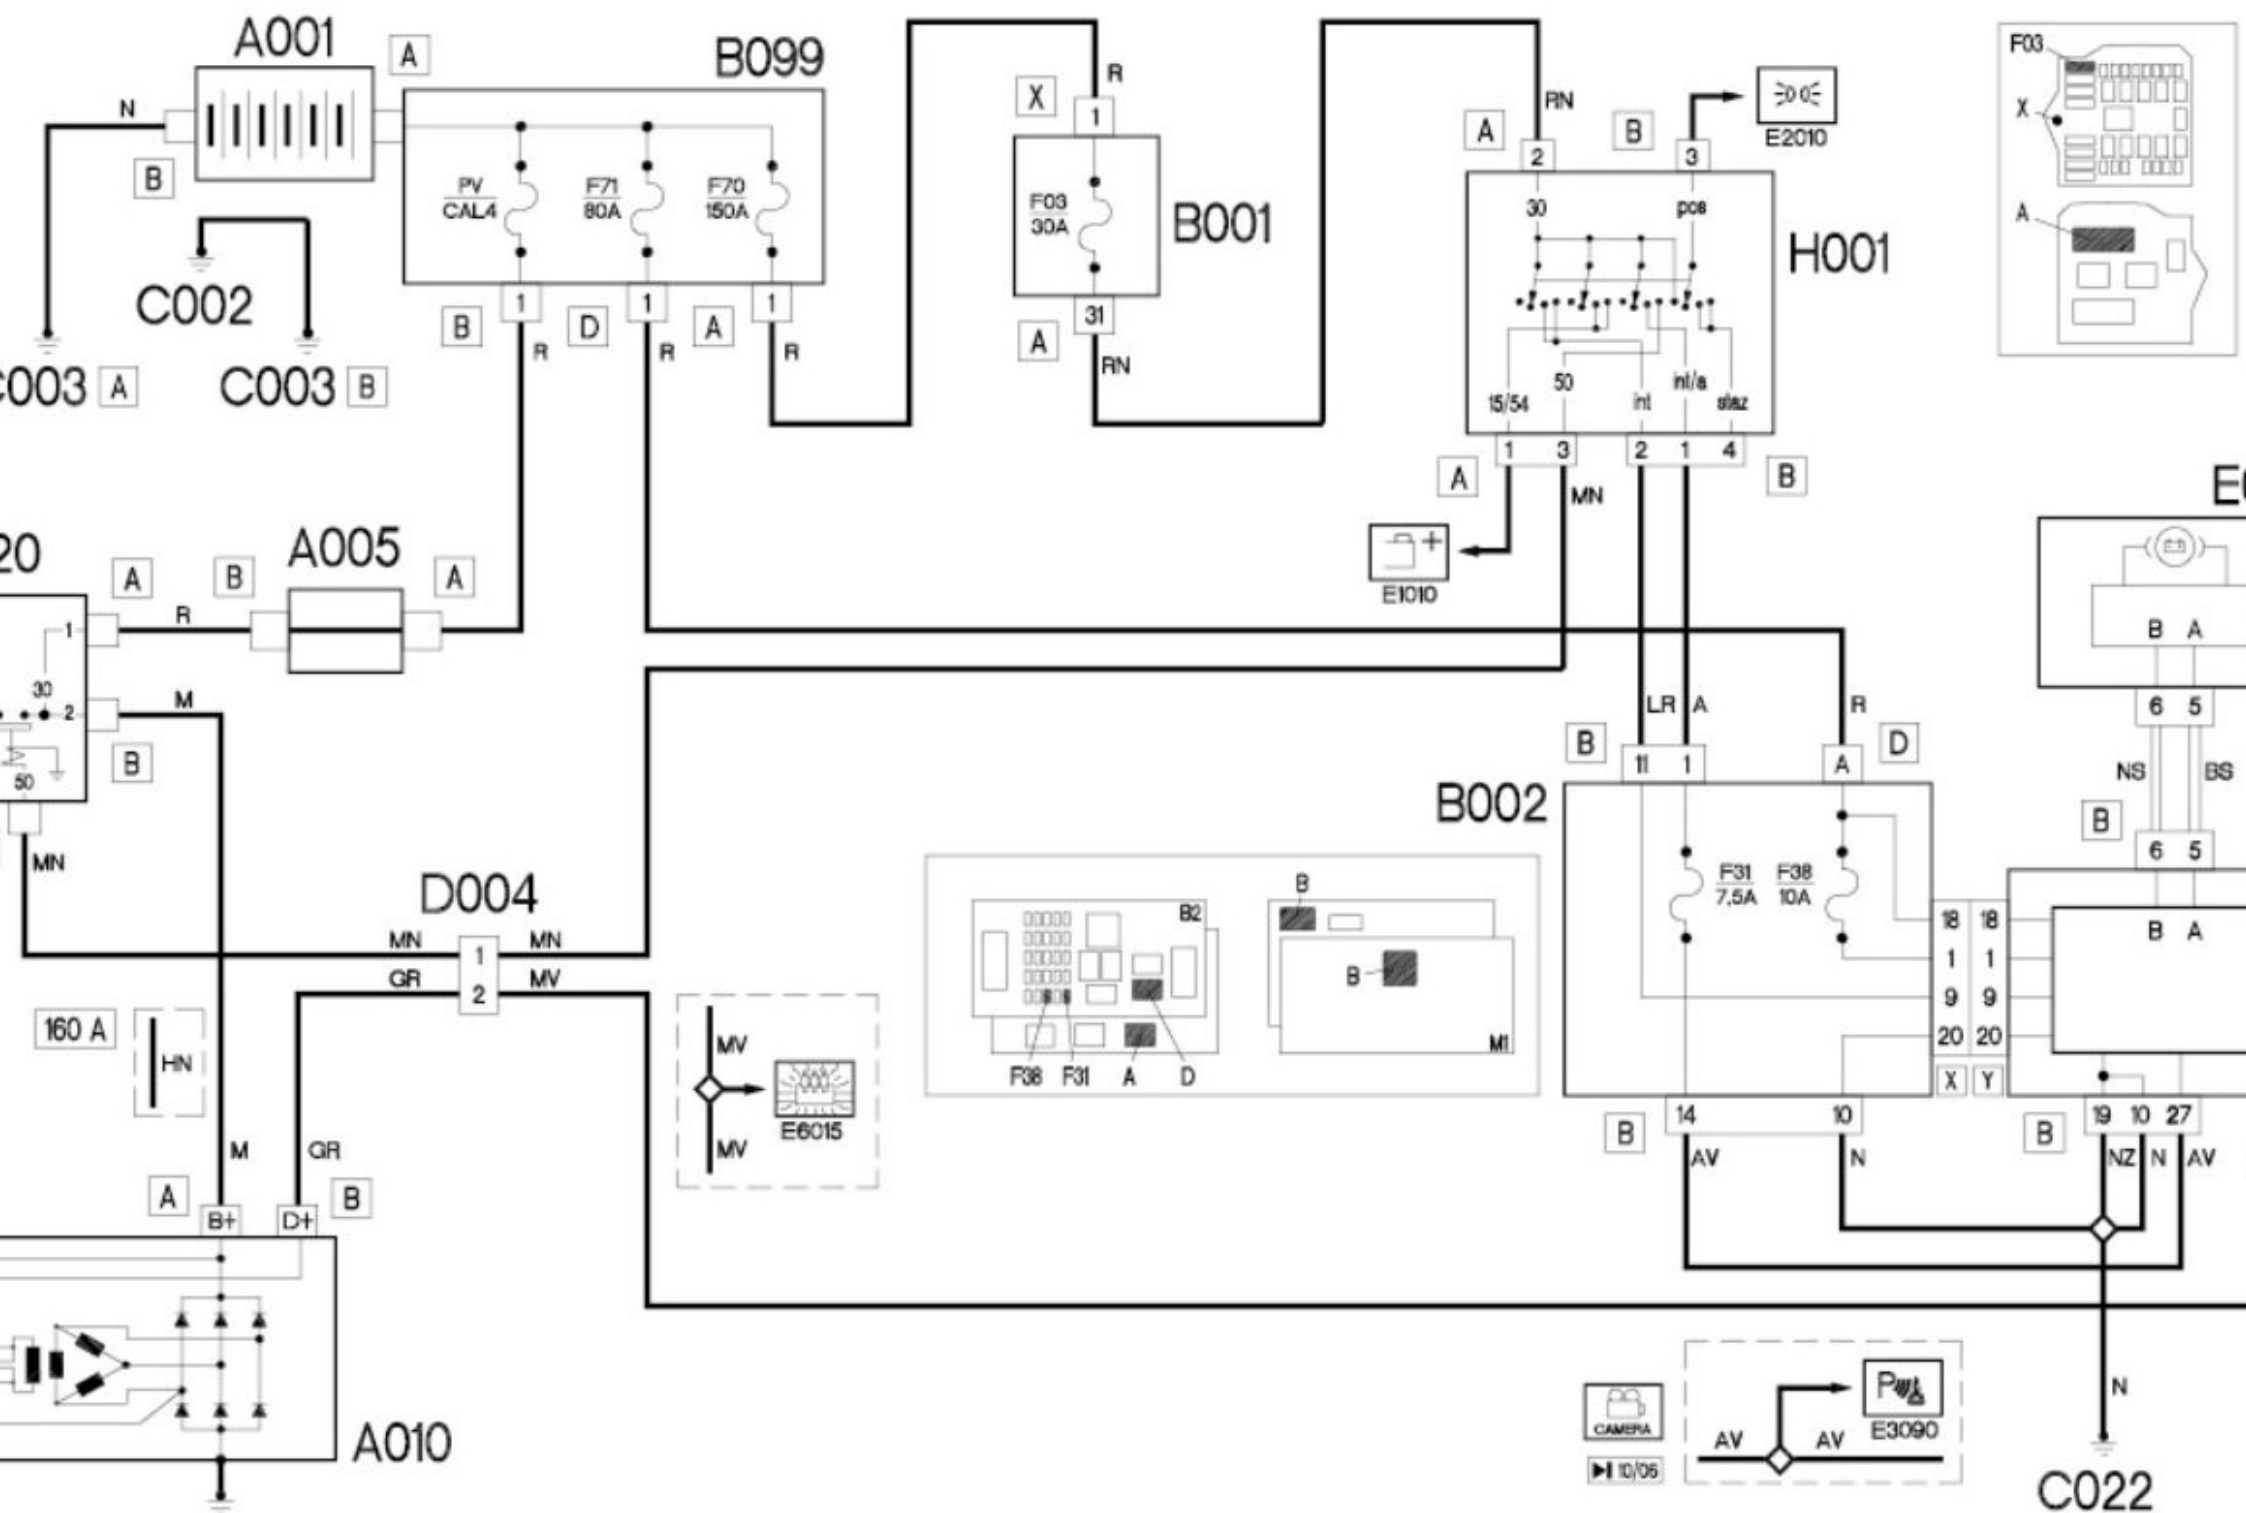 A001
A
B099
N
B
PV
CAL4
F71
80A
F70
150A
C002
B
1
D
1
A
1
R
R
R
C003
A
C003
B
X
R
1
F03
30A
B001
31
A
RN
RN
A
2
B
3
E2010
30
pos
H001
50
int/a
15/54
int
staz
1
3
2
1
4
A
B
MN
E1010
F03
X
A
20
A
B
A005
A
R
1
30
2
M
B
50
MN
LR
A
R
B
11
1
A
D
B002
F31
7,5A
F38
10A
18
18
1
1
9
9
20
20
X
Y
B
14
10
AV
N
B
A
6
5
NS
BS
B
6
5
B
A
B
19
10
27
NZ
N
AV
D004
MN
1
MN
GR
2
MV
160 A
HN
M
GR
A
B+
D+
B
A010
MV
E6015
MV
B2
F38
F31
A
D
B
B
M1
CAMERA
10/06
AV
AV
P
E3090
N
C022